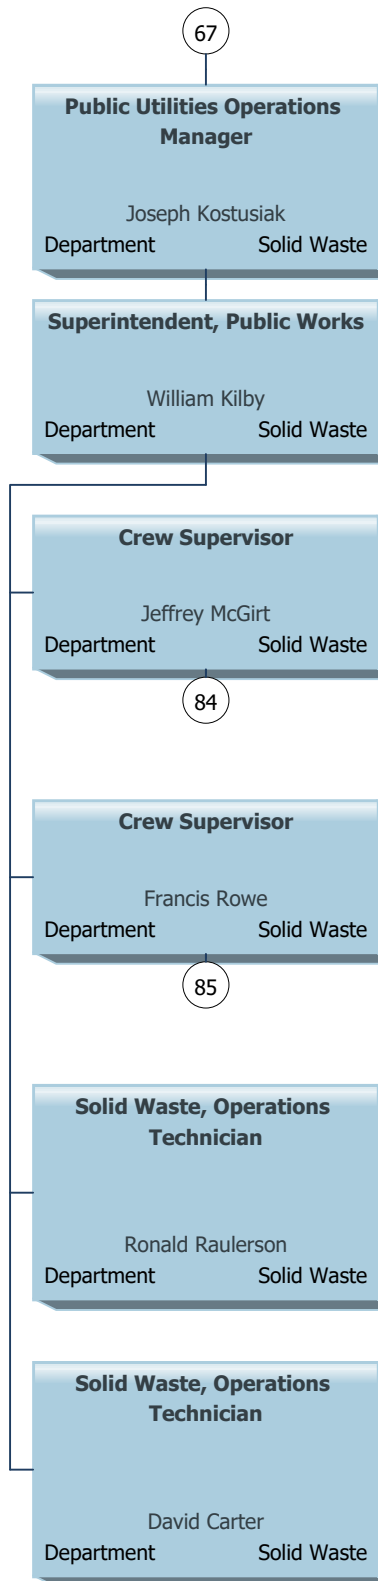 67
Public Utilities Operations
Manager
Joseph Kostusiak
Department Solid Waste
Superintendent, Public Works
William Kilby
Department Solid Waste
Crew Supervisor
Jeffrey McGirt
Department Solid Waste
84
Crew Supervisor
Francis Rowe
Department Solid Waste
85
Solid Waste, Operations
Technician
Ronald Raulerson
Department Solid Waste
Solid Waste, Operations
Technician
David Carter
Department Solid Waste